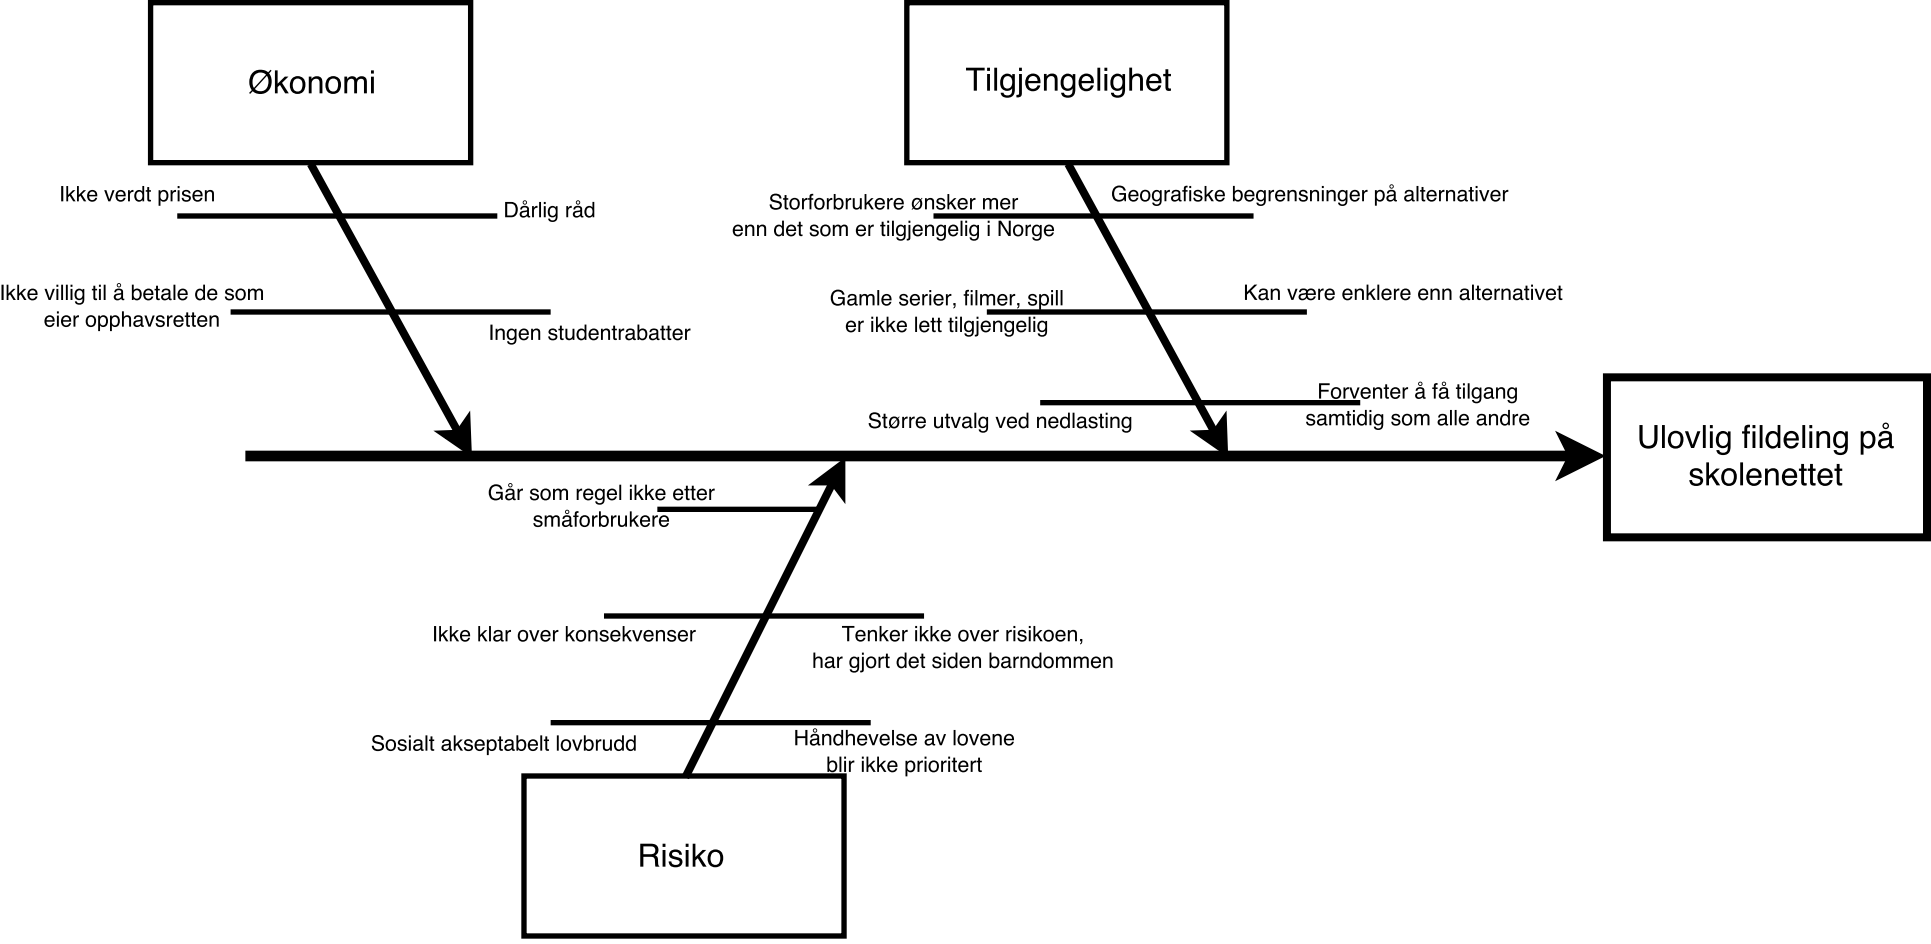 Økonomi
Tilgjengelighet
Ikke verdt prisen
Dårlig råd
Ikke villig til å betale de som
eier opphavsretten
Ingen studentrabatter
Storforbrukere ønsker mer
enn det som er tilgjengelig i Norge
Geografiske begrensninger på alternativer
Gamle serier, filmer, spill
er ikke lett tilgjengelig
Kan være enklere enn alternativet
Større utvalg ved nedlasting
Forventer å få tilgang
samtidig som alle andre
Ulovlig fildeling på
skolenettet
Går som regel ikke etter
småforbrukere
Ikke klar over konsekvenser
Tenker ikke over risikoen,
har gjort det siden barndommen
Sosialt akseptabelt lovbrudd
Håndhevelse av lovene
blir ikke prioritert
Risiko